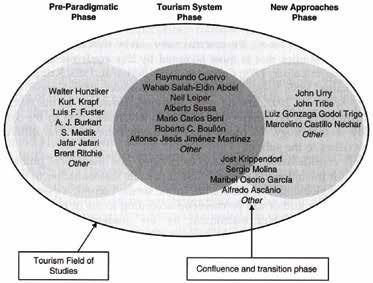 Pre-Paradigmatic
Phase
Tourism System
Phase
New Approaches
Phase
Walter Hunziker
Kurt. Krapf
Luis F. Fuster
A. J. Burkart
S. Medlik
Jafar Jafari
Brent Ritchie
Other
Raymundo Cuervo
Wahab Salah-Eldin Abdel
Neil Leiper
Alberto Sessa
Mario Carlos Beni
Roberto C. Boullón
Alfonso Jesús Jiménez Martínez
Other
John Urry
John Tribe
Luiz Gonzaga Godoi Trigo
Marcelino Castillo Nechar
Other
Jost Krippendorf
Sergio Molina
Maribel Osorio García
Alfredo Ascânio
Other
Tourism Field of
Studies
Confluence and transition phase